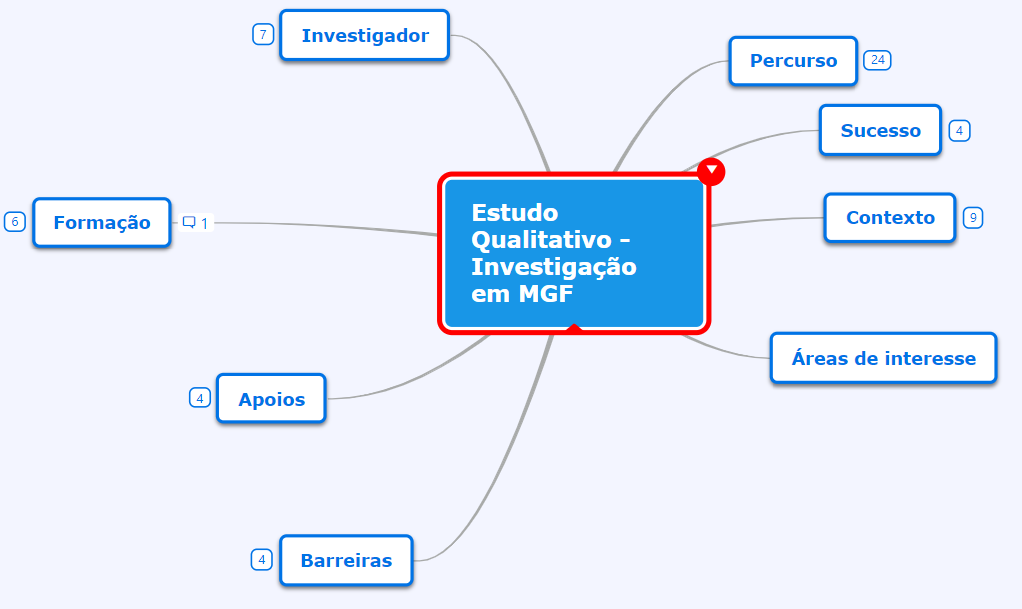 7
Investigador
Percurso
24
Sucesso
4
6
Formação
1
Estudo
Qualitativo –
Investigação
em MGF
Contexto
9
Áreas de interesse
4
Apoios
4
Barreiras